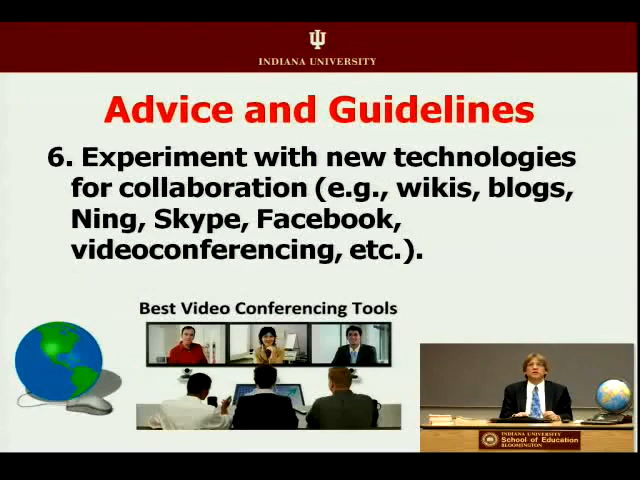 INDIANA UNIVERSITY
Advice and Guidelines
6. Experiment with new technologies
for collaboration (e.g., wikis, blogs,
Ning, Skype, Facebook,
videoconferencing, etc.).
Best Video Conferencing Tools
INDIANA UNIVERSITY
School of Education
BLOOMINGTON